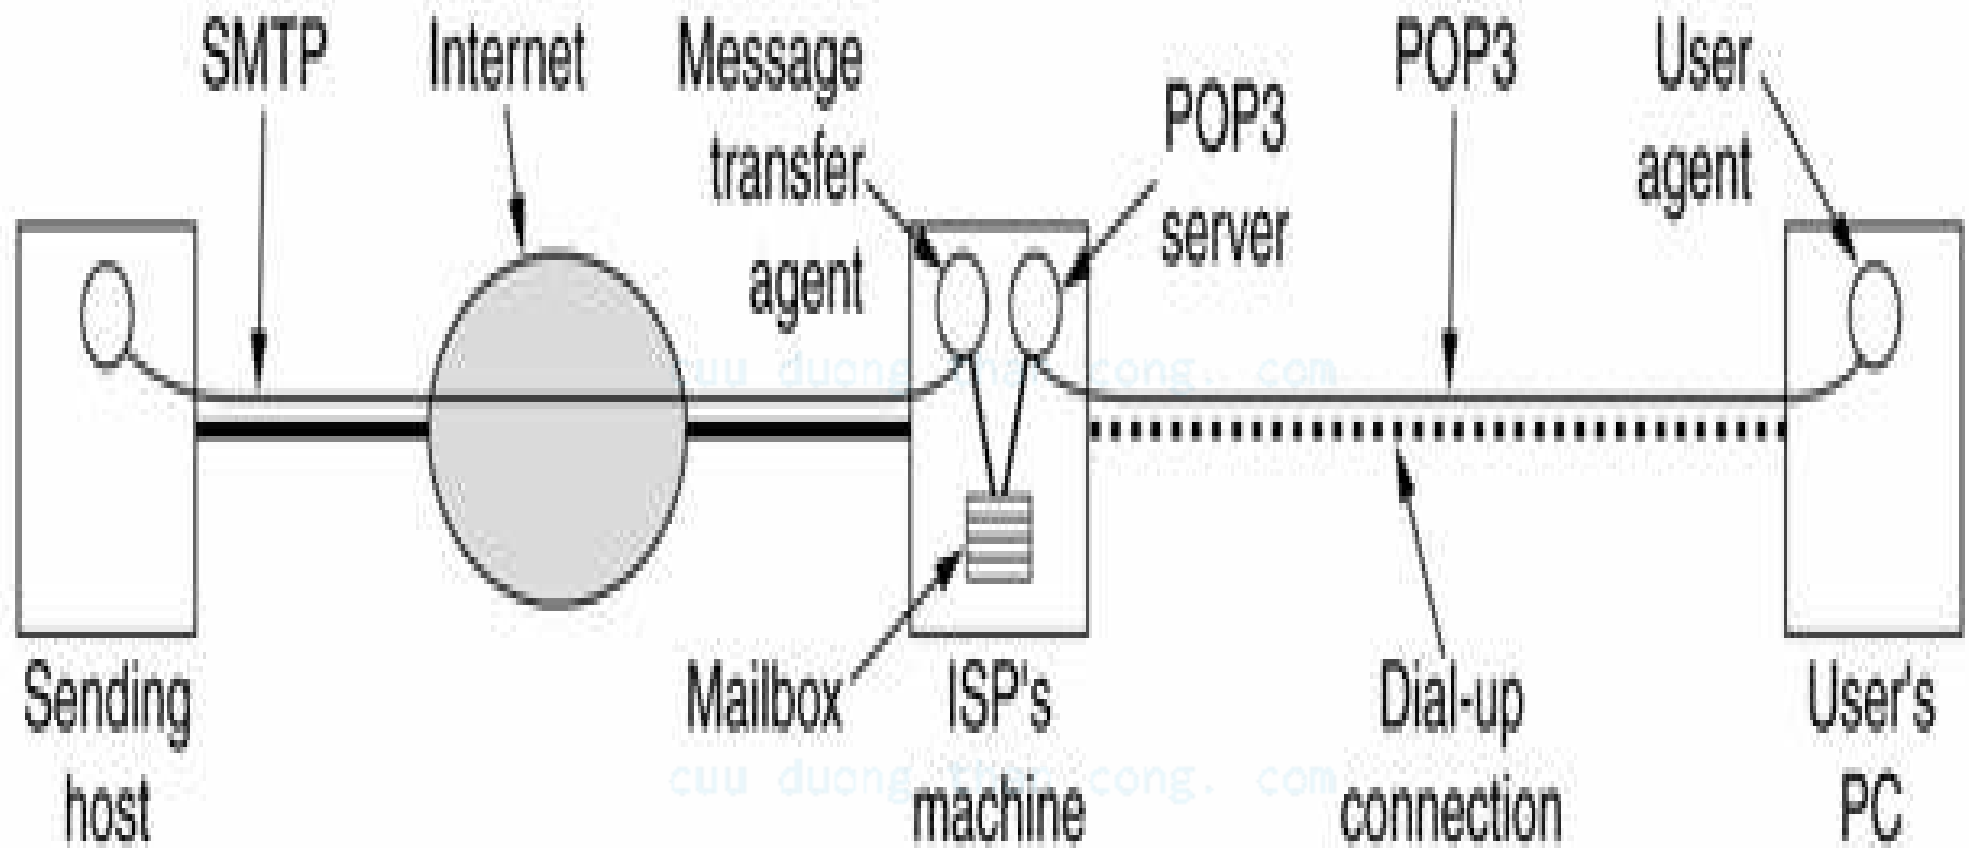 SMTP
Internet
Message
transfer
agent
POP3
server
POP3
User
agent
cuu duong than cong. com
Mailbox
Sending
host
ISP's
machine
Dial-up
connection
User's
PC
cuu duong than cong. com